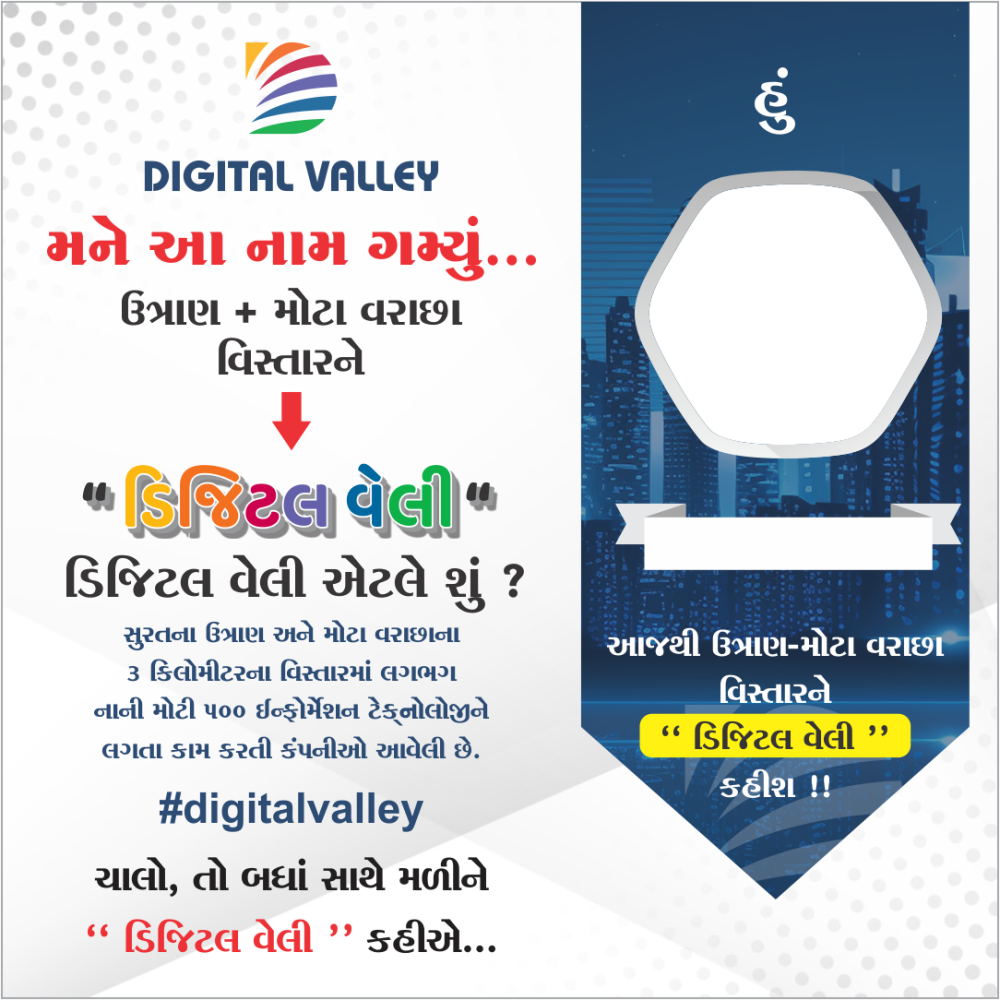 DIGITAL VALLEY
મને આ નામ ગમ્યું...
ઉત્રાણ + મોટા વરાછા
વિસ્તારને
“ ડિજિટલ વેલી “
ડિજિટલ વેલી એટલે શું ?
સુરતના ઉત્રાણ અને મોટા વરાછાના
3 કિલોમીટરના વિસ્તારમાં લગભગ
નાની મોટી ૫૦૦ ઈન્ફોર્મેશન ટેક્નોલોજીને
લગતા કામ કરતી કંપનીઓ આવેલી છે.
#digitalvalley
ચાલો, તો બધાં સાથે મળીને
“ ડિજિટલ વેલી ” કહીએ...
હું
આજથી ઉત્રાણ-મોટા વરાછા
વિસ્તારને
“ ડિજિટલ વેલી ”
કહીશ !!